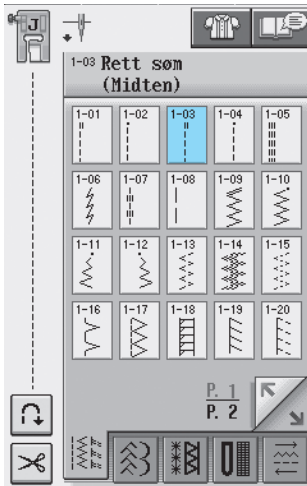 J
1-03 Rett søm
(Midten)
1-01 1-02 1-03 1-04 1-05
1-06 1-07 1-08 1-09 1-10
1-11 1-12 1-13 1-14 1-15
1-16 1-17 1-18 1-19 1-20
P. 1
P. 2